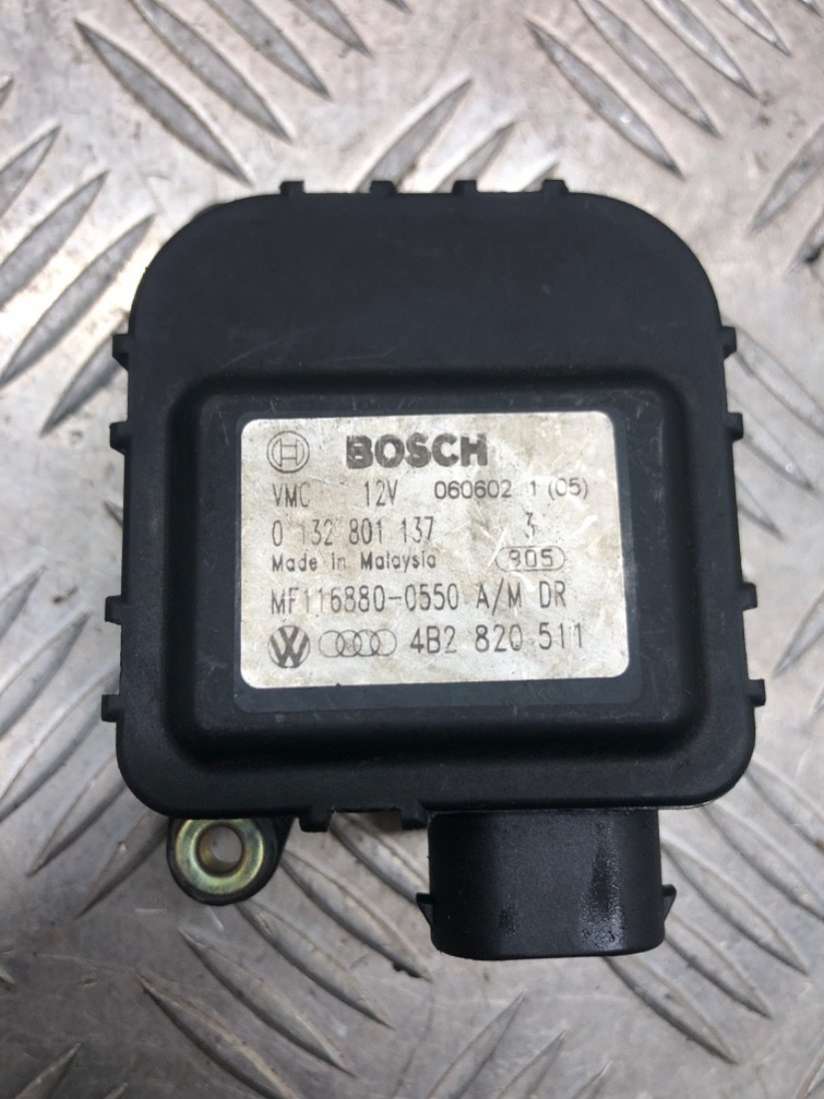 BOSCH
VMC 12V 060602 1 (05)
0 132 801 137 3
Made in Malaysia 805
MF116880-0550 A/M DR
4B2 820 511